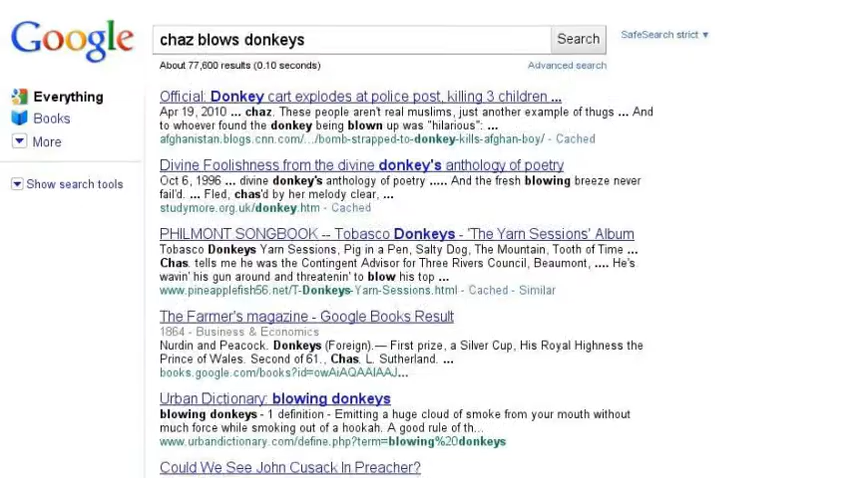 Google
chaz blows donkeys
Search
SafeSearch strict ▼
About 77,600 results (0.10 seconds)
Advanced search
Everything
Books
More
Show search tools
Official: Donkey cart explodes at police post, killing 3 children ...
Apr 19, 2010 ... chaz. These people aren't real muslims, just another example of thugs ... And
to whoever found the donkey being blown up was "hilarious": ...
afghanistan.blogs.cnn.com/.../bomb-strapped-to-donkey-kills-afghan-boy/ - Cached
Divine Foolishness from the divine donkey's anthology of poetry
Oct 6, 1996 ... divine donkey's anthology of poetry ..... And the fresh blowing breeze never
fail'd. ... Fled, chas'd by her melody clear, ...
studymore.org.uk/donkey.htm - Cached
PHILMONT SONGBOOK -- Tobasco Donkeys - 'The Yarn Sessions' Album
Tobasco Donkeys Yarn Sessions, Pig in a Pen, Salty Dog, The Mountain, Tooth of Time ...
Chas. tells me he was the Contingent Advisor for Three Rivers Council, Beaumont, .... He's
wavin' his gun around and threatenin' to blow his top ...
www.pineapplefish56.net/T-Donkeys-Yarn-Sessions.html - Cached - Similar
The Farmer's magazine - Google Books Result
1864 - Business & Economics
Nurdin and Peacock. Donkeys (Foreign).— First prize, a Silver Cup, His Royal Highness the
Prince of Wales. Second of 61., Chas. L. Sutherland. ...
books.google.com/books?id=owAiAQAAIAAJ...
Urban Dictionary: blowing donkeys
blowing donkeys - 1 definition - Emitting a huge cloud of smoke from your mouth without
much force while smoking out of a hookah. A good rule of th...
www.urbandictionary.com/define.php?term=blowing%20donkeys
Could We See John Cusack In Preacher?